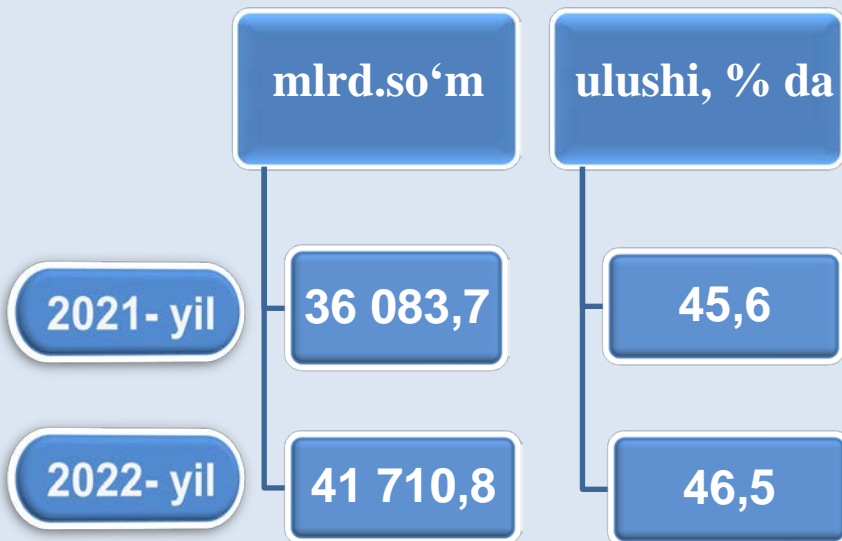 mlrd.so‘m
ulushi, % da
2021- yil
36 083,7
45,6
2022- yil
41 710,8
46,5